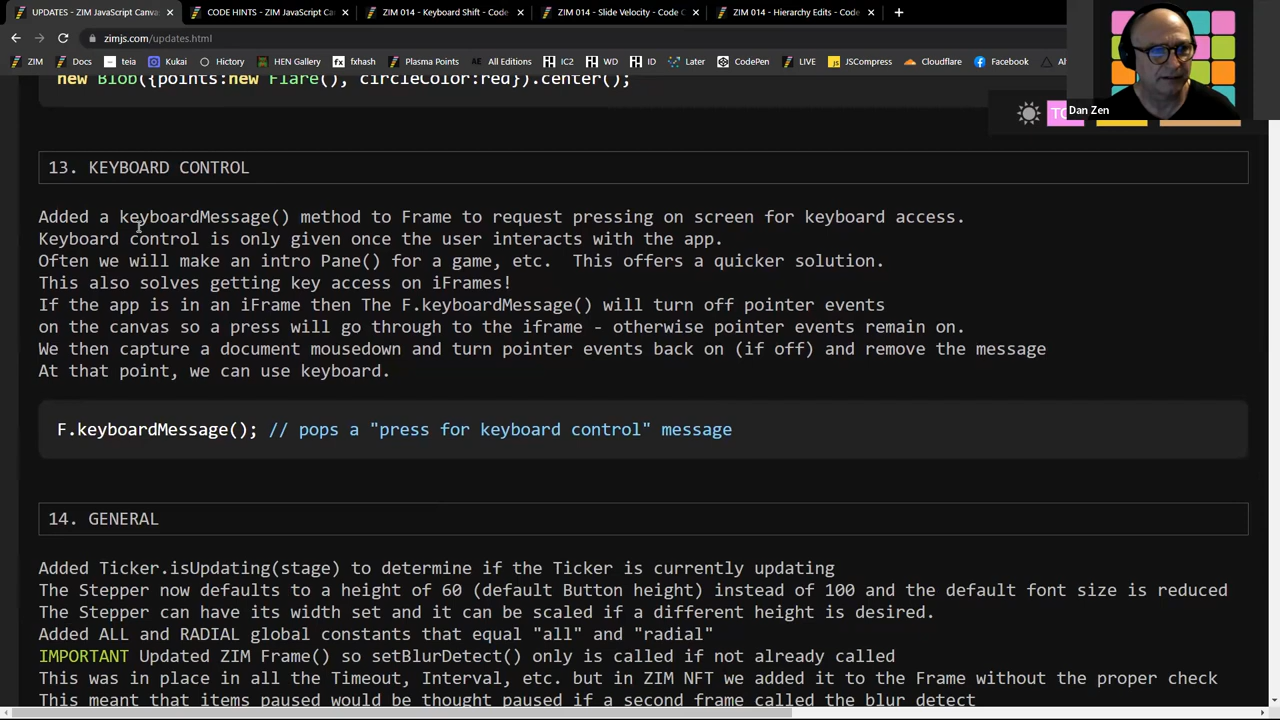 UPDATES - ZIM JavaScript Canvas
CODE HINTS - ZIM JavaScript Ca
ZIM 014 - Keyboard Shift - Code
ZIM 014 - Slide Velocity - Code C
ZIM 014 - Hierarchy Edits - Code
zimjs.com/updates.html
ZIM
Docs
teia
Kukai
History
Plasma Points
All Editions
HEN Gallery
fxhash
IC2
WD
ID
Later
CodePen
LIVE
JSCompress
Cloudflare
Facebook
Dan Zen
new Blob({points:new Flare(), circleColor:red}).center();
13. KEYBOARD CONTROL
Added a keyboardMessage() method to Frame to request pressing on screen for keyboard access.
Keyboard control is only given once the user interacts with the app.
Often we will make an intro Pane() for a game, etc.  This offers a quicker solution.
This also solves getting key access on iFrames!
If the app is in an iFrame then The F.keyboardMessage() will turn off pointer events
on the canvas so a press will go through to the iframe - otherwise pointer events remain on.
We then capture a document mousedown and turn pointer events back on (if off) and remove the message
At that point, we can use keyboard.
F.keyboardMessage(); // pops a "press for keyboard control" message
14. GENERAL
Added Ticker.isUpdating(stage) to determine if the Ticker is currently updating
The Stepper now defaults to a height of 60 (default Button height) instead of 100 and the default font size is reduced
The Stepper can have its width set and it can be scaled if a different height is desired.
Added ALL and RADIAL global constants that equal "all" and "radial"
IMPORTANT Updated ZIM Frame() so setBlurDetect() only is called if not already called
This was in place in all the Timeout, Interval, etc. but in ZIM NFT we added it to the Frame without the proper check
This meant that items paused would be thought paused if a second frame called the blur detect